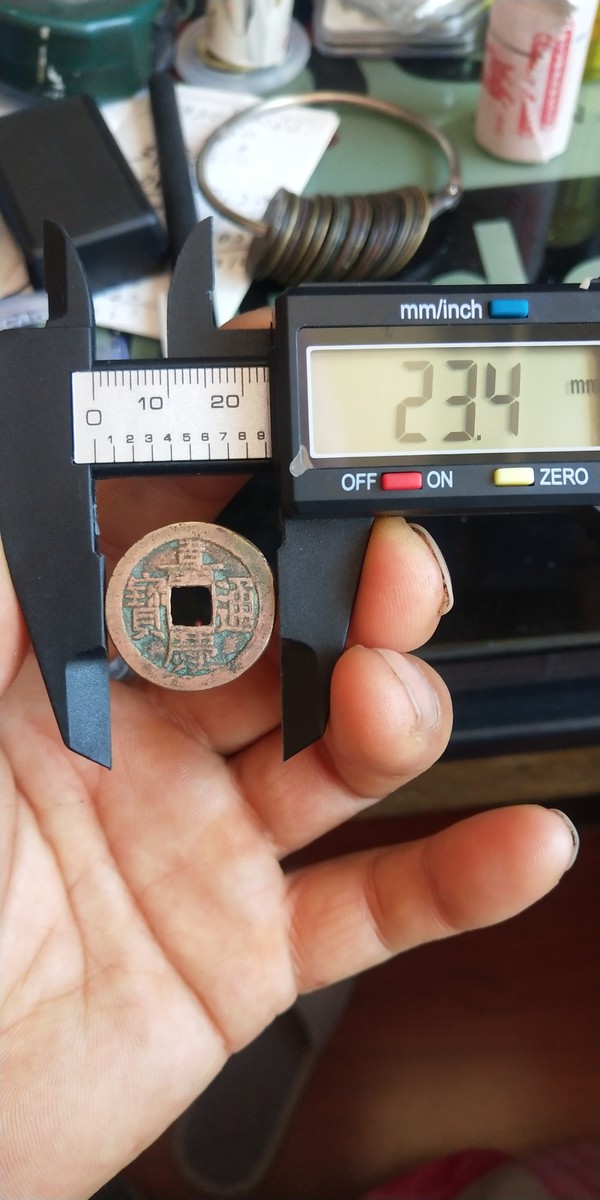 mm/inch
23.4 mm
OFF ON ZERO
0 10 20
1 2 3 4 5 6 7 8 9
嘉慶通寶